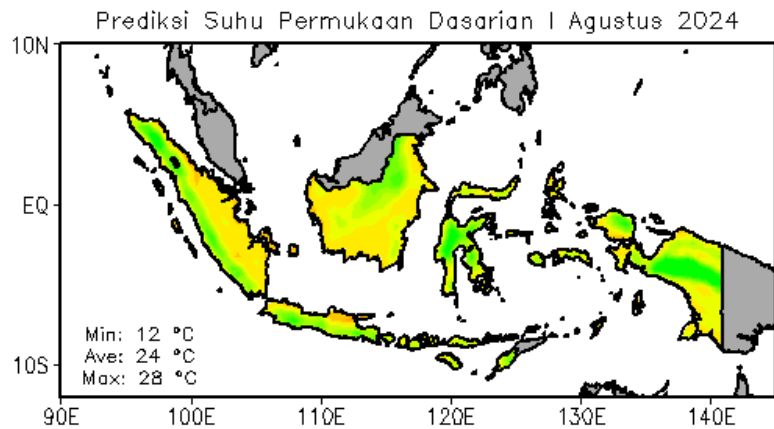 Prediksi Suhu Permukaan Dasarian I Agustus 2024
10N
EQ
10S
Min: 12 °C
Ave: 24 °C
Max: 28 °C
90E 100E 110E 120E 130E 140E